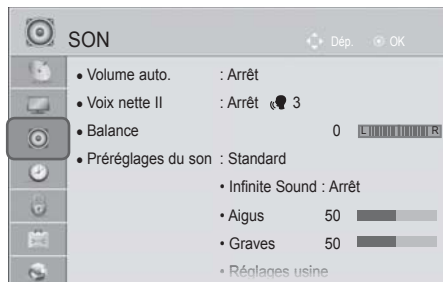 SON Dép. OK
• Volume auto. : Arrêt
• Voix nette II : Arrêt 3
• Balance 0 L R
• Préréglages du son : Standard
• Infinite Sound : Arrêt
• Aigus 50
• Graves 50
• Réglages usine